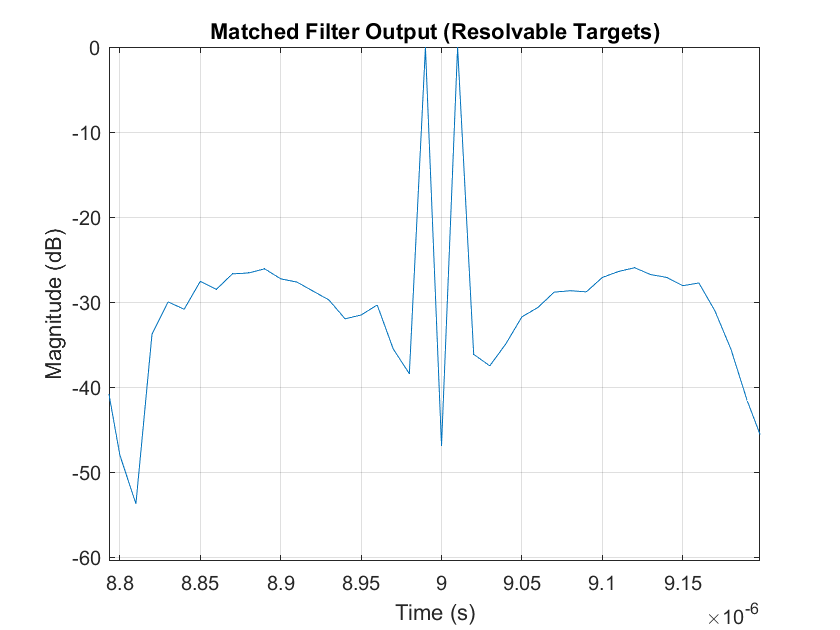 Matched Filter Output (Resolvable Targets)
Magnitude (dB)
0
-10
-20
-30
-40
-50
-60
8.8 8.85 8.9 8.95 9 9.05 9.1 9.15
Time (s)
×10⁻⁶